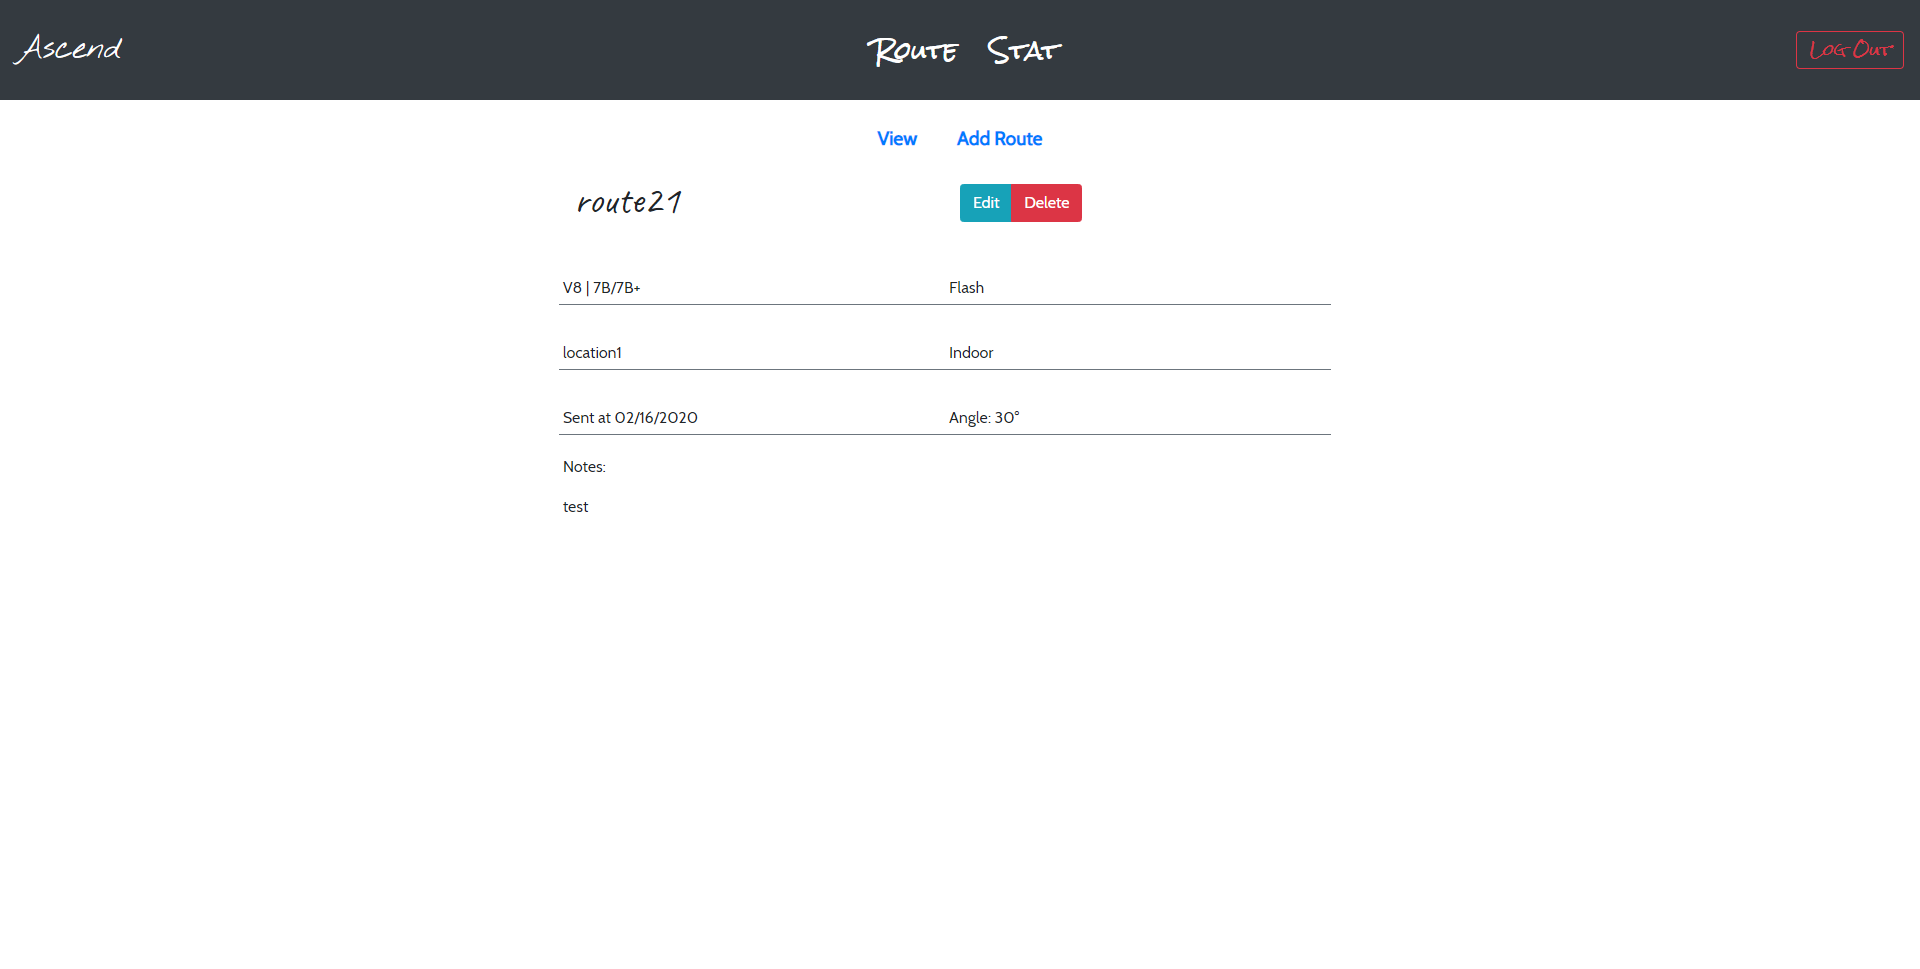 Ascend
Route Stat
Log Out
View Add Route
route21
Edit Delete
V8 | 7B/7B+ Flash
location1 Indoor
Sent at 02/16/2020 Angle: 30°
Notes:
test